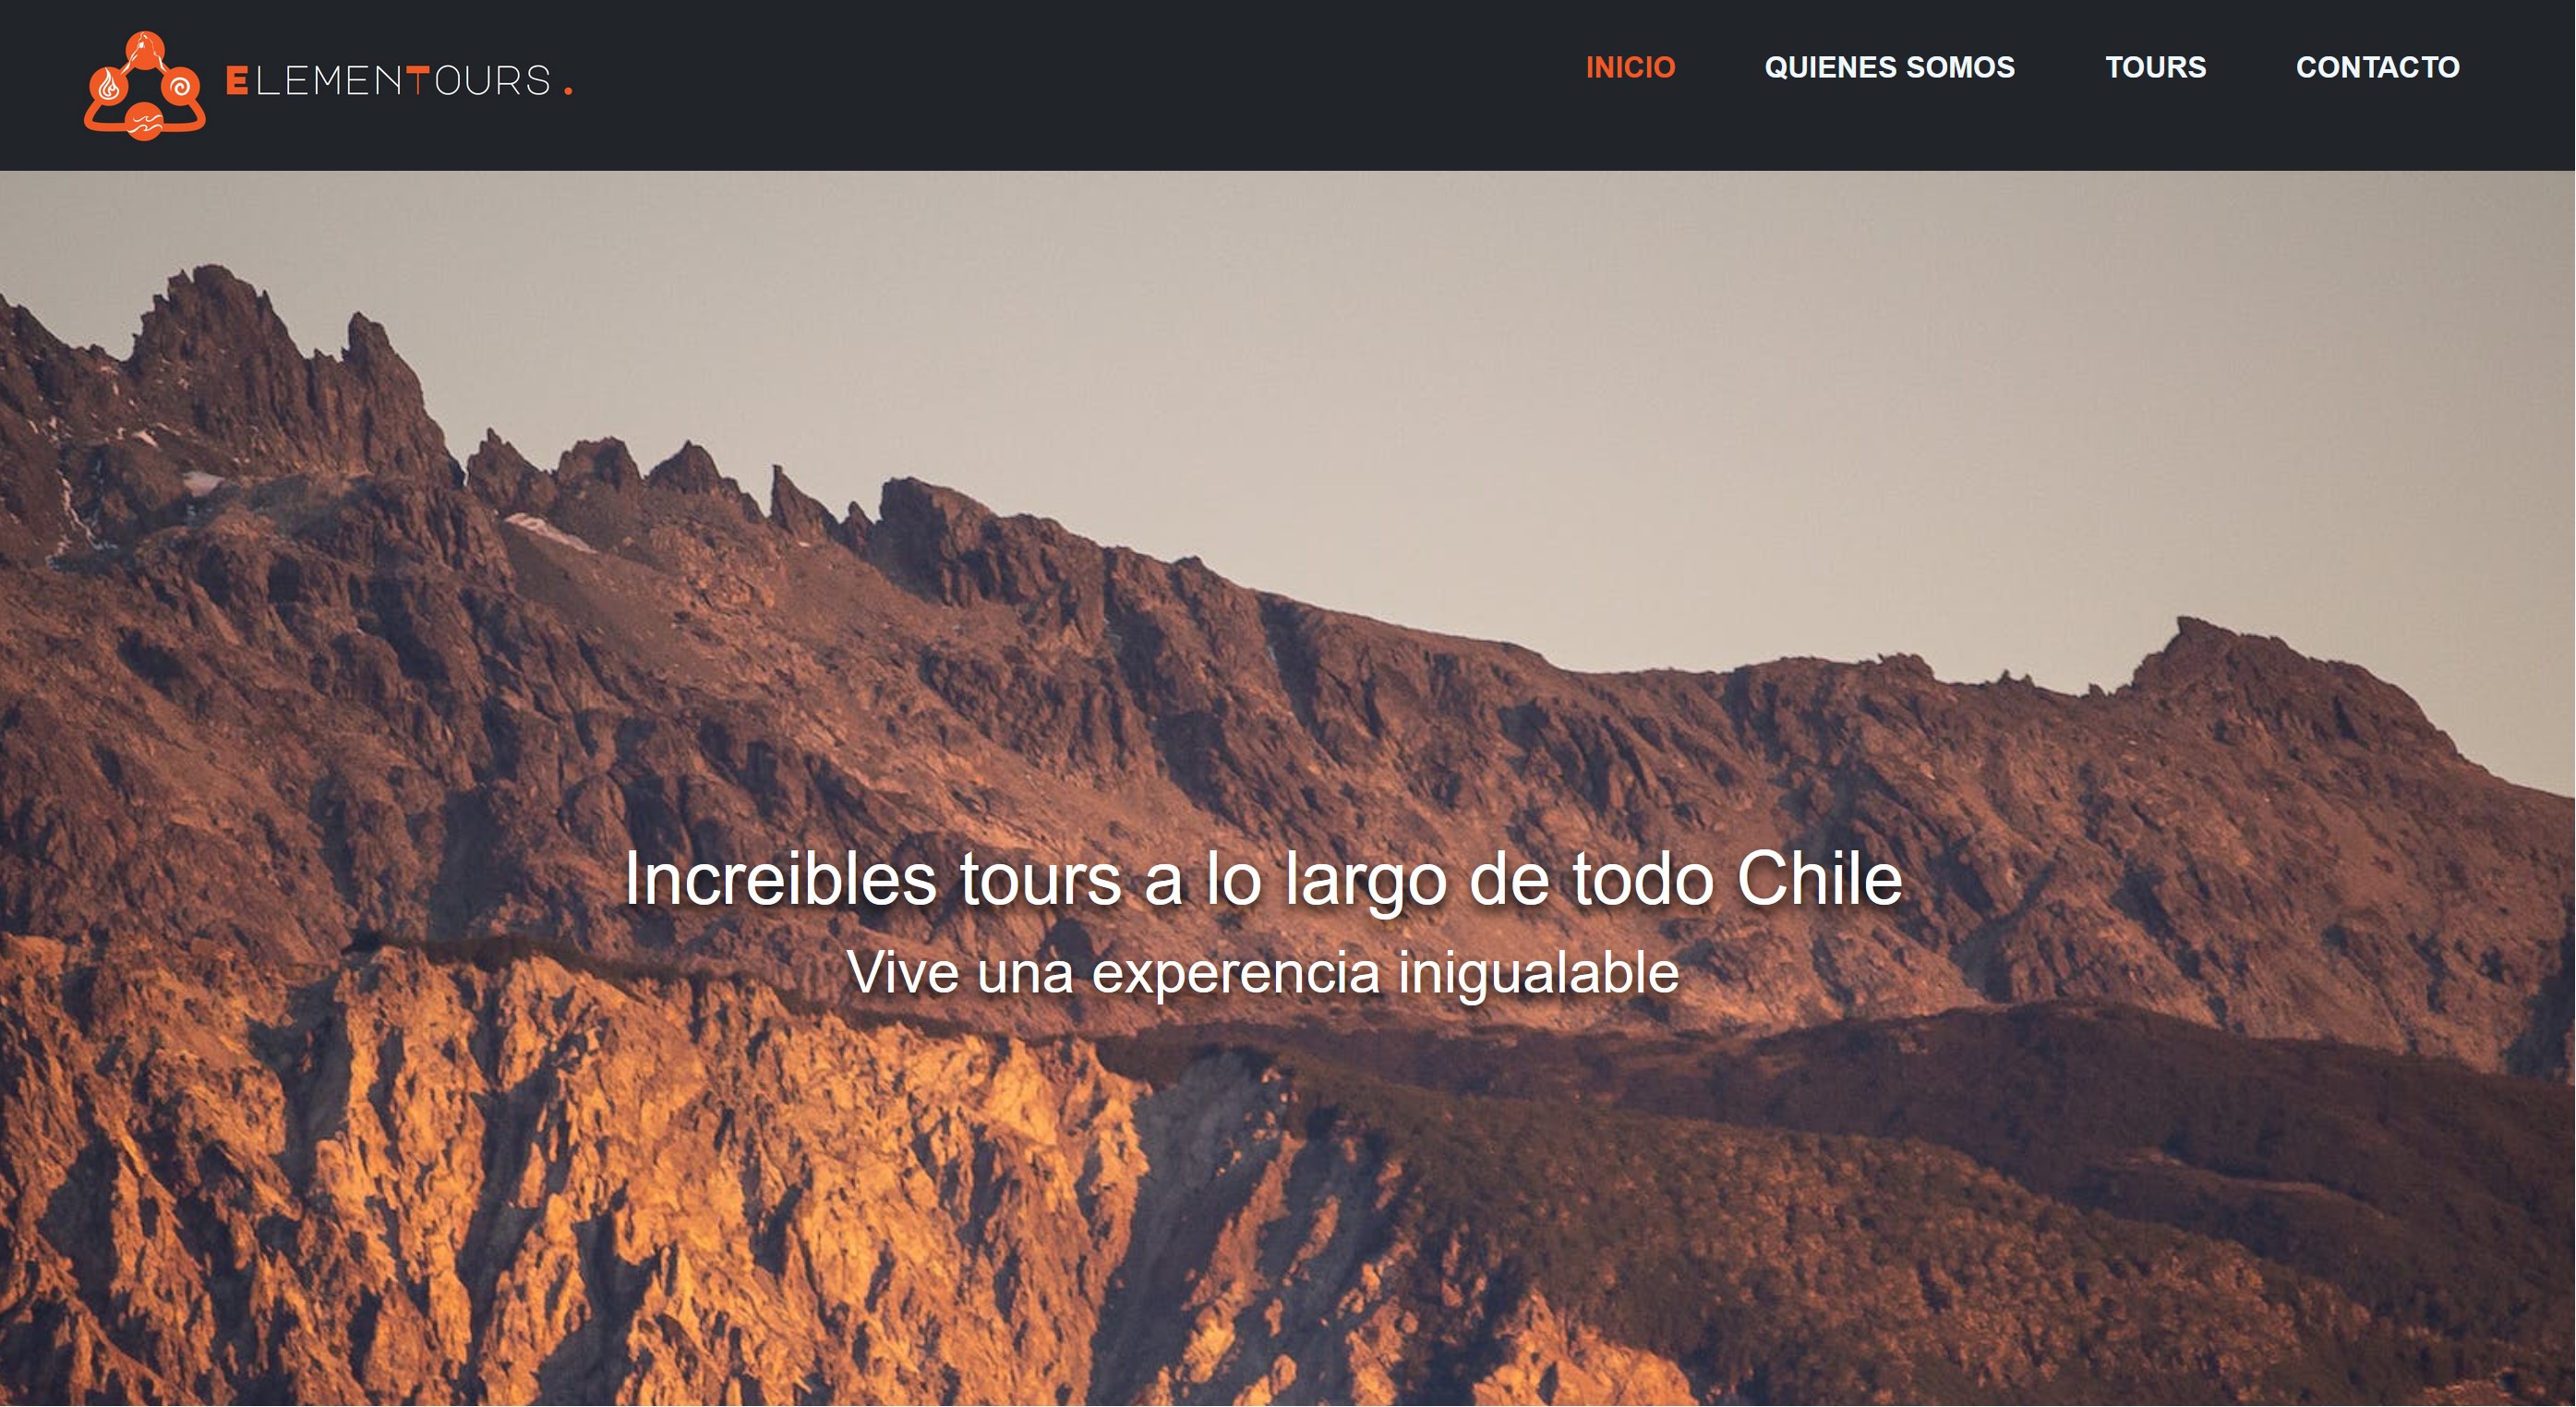 ELEMENTOURS.
INICIO QUIENES SOMOS TOURS CONTACTO
Increibles tours a lo largo de todo Chile
Vive una experencia inigualable